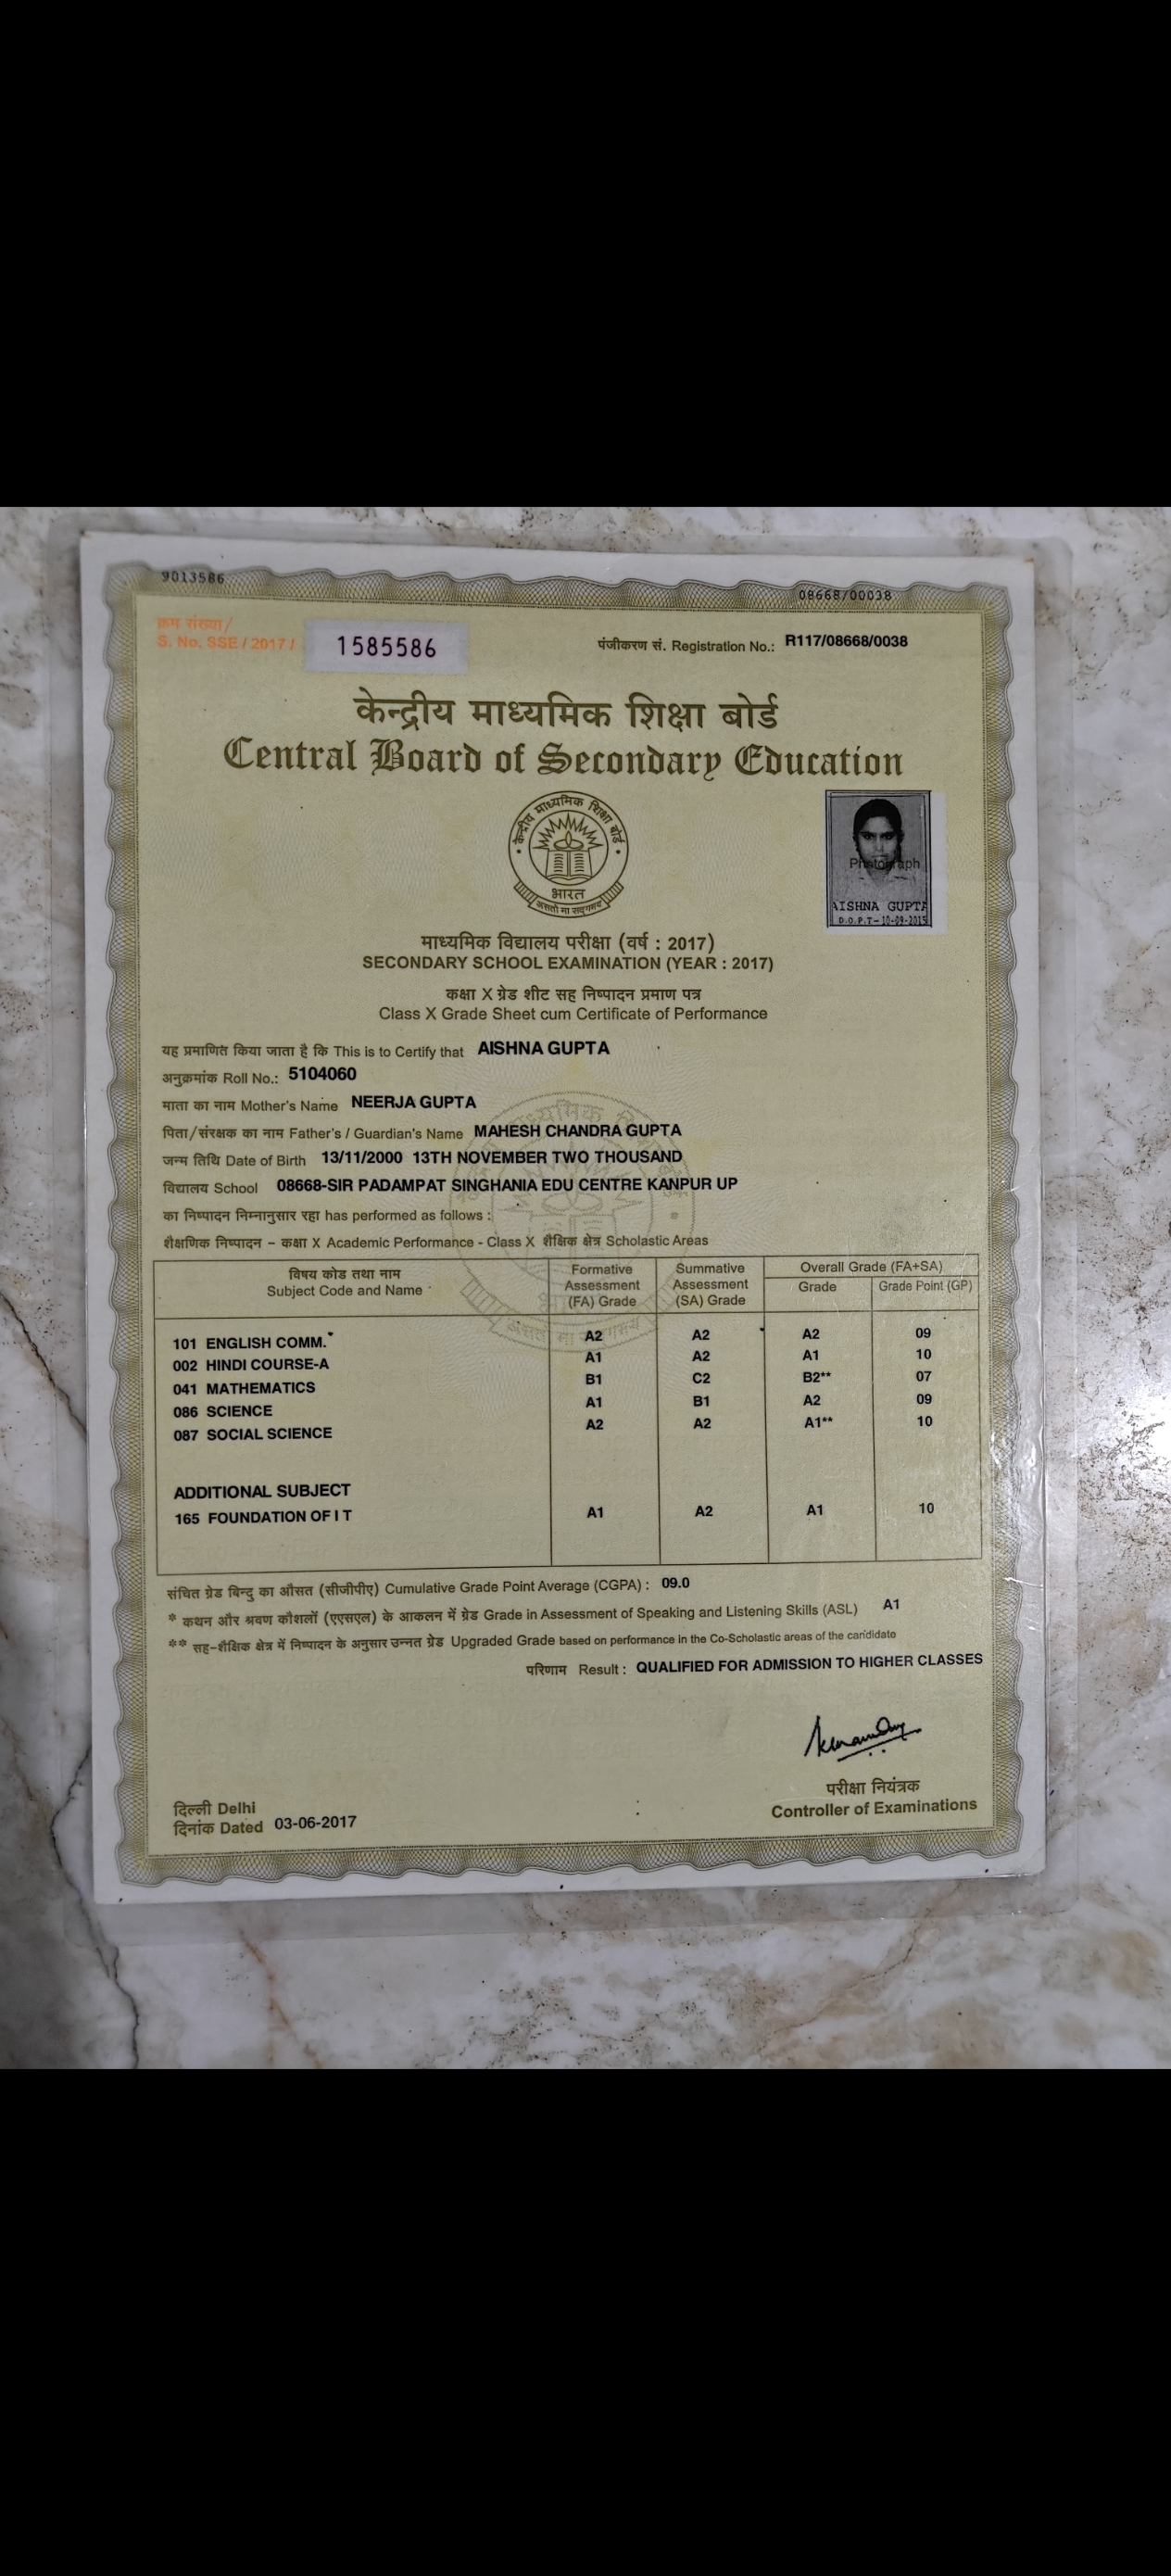 9013586
08668/00038
क्रम संख्या/
S. No. SSE / 2017 / 1585586
पंजीकरण सं. Registration No.: R117/08668/0038
केन्द्रीय माध्यमिक शिक्षा बोर्ड
Central Board of Secondary Education
केन्द्रीय माध्यमिक शिक्षा बोर्ड
भारत
असतो मा सद्गमय
Photograph
AISHNA GUPTA
D.O.P.T-10-09-2015
माध्यमिक विद्यालय परीक्षा (वर्ष : 2017)
SECONDARY SCHOOL EXAMINATION (YEAR : 2017)
कक्षा X ग्रेड शीट सह निष्पादन प्रमाण पत्र
Class X Grade Sheet cum Certificate of Performance
यह प्रमाणित किया जाता है कि This is to Certify that AISHNA GUPTA
अनुक्रमांक Roll No.: 5104060
माता का नाम Mother's Name NEERJA GUPTA
पिता/संरक्षक का नाम Father's / Guardian's Name MAHESH CHANDRA GUPTA
जन्म तिथि Date of Birth 13/11/2000 13TH NOVEMBER TWO THOUSAND
विद्यालय School 08668-SIR PADAMPAT SINGHANIA EDU CENTRE KANPUR UP
का निष्पादन निम्नानुसार रहा has performed as follows :
शैक्षणिक निष्पादन – कक्षा X Academic Performance - Class X शैक्षिक क्षेत्र Scholastic Areas
विषय कोड तथा नाम
Subject Code and Name
Formative Assessment (FA) Grade
Summative Assessment (SA) Grade
Overall Grade (FA+SA)
Grade
Grade Point (GP)
101 ENGLISH COMM. A2 A2 A2 09
002 HINDI COURSE-A A1 A2 A1 10
041 MATHEMATICS B1 C2 B2** 07
086 SCIENCE A1 B1 A2 09
087 SOCIAL SCIENCE A2 A2 A1** 10
ADDITIONAL SUBJECT
165 FOUNDATION OF I T A1 A2 A1 10
संचित ग्रेड बिन्दु का औसत (सीजीपीए) Cumulative Grade Point Average (CGPA) : 09.0
* कथन और श्रवण कौशलों (एएसएल) के आकलन में ग्रेड Grade in Assessment of Speaking and Listening Skills (ASL) A1
** सह-शैक्षिक क्षेत्र में निष्पादन के अनुसार उन्नत ग्रेड Upgraded Grade based on performance in the Co-Scholastic areas of the candidate
परिणाम Result : QUALIFIED FOR ADMISSION TO HIGHER CLASSES
परीक्षा नियंत्रक
Controller of Examinations
दिल्ली Delhi
दिनांक Dated 03-06-2017